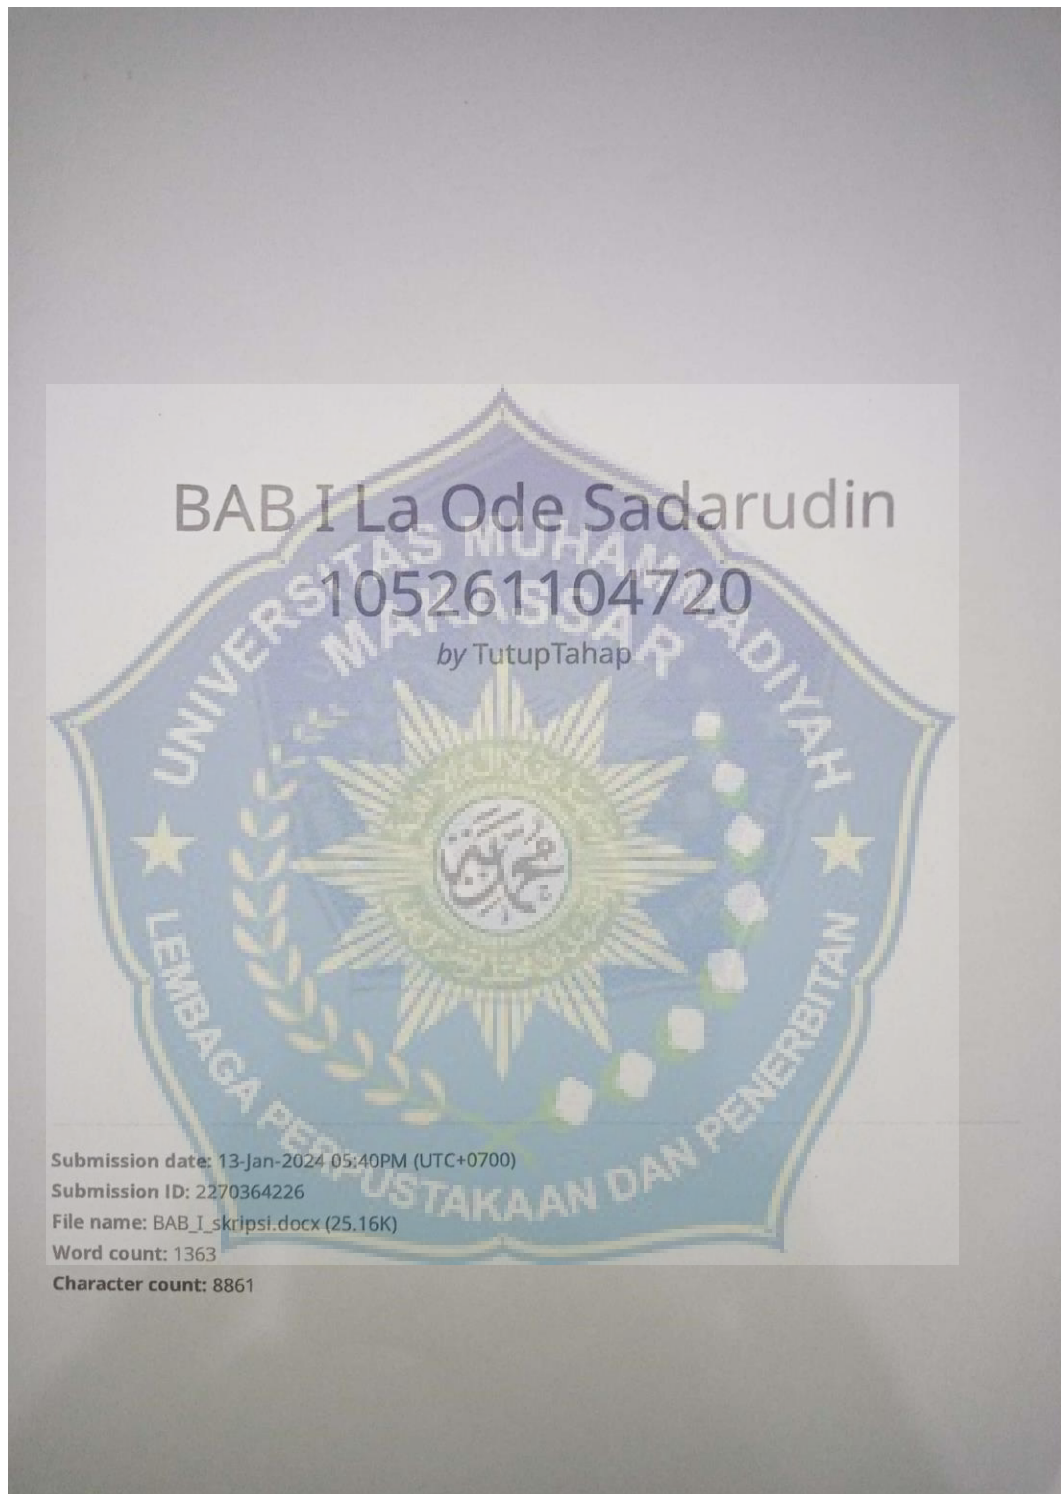 BAB I La Ode Sadarudin
105261104720
by TutupTahap
UNIVERSITAS MUHAMMADIYAH
MAKASSAR
LEMBAGA PERPUSTAKAAN DAN PENERBITAN
Submission date: 13-Jan-2024 05:40PM (UTC+0700)
Submission ID: 2270364226
File name: BAB_I_skripsi.docx (25.16K)
Word count: 1363
Character count: 8861